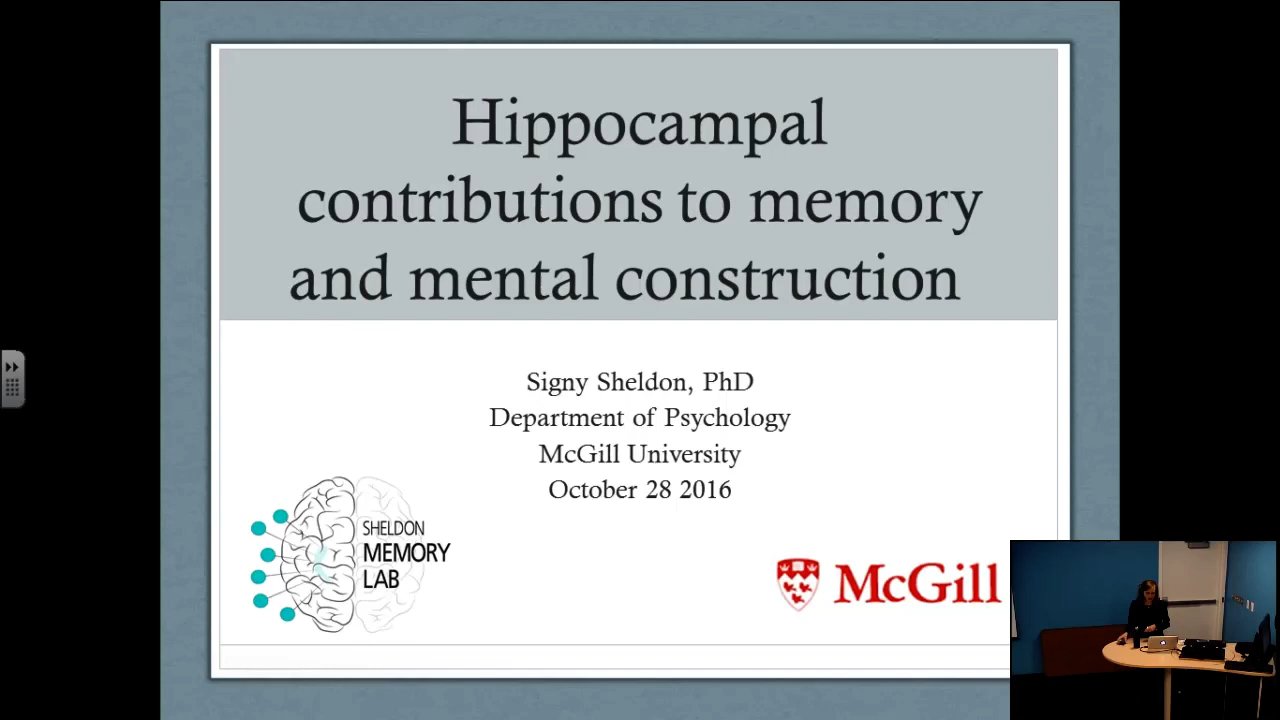 Hippocampal
contributions to memory
and mental construction
Signy Sheldon, PhD
Department of Psychology
McGill University
October 28 2016
SHELDON
MEMORY
LAB
McGill